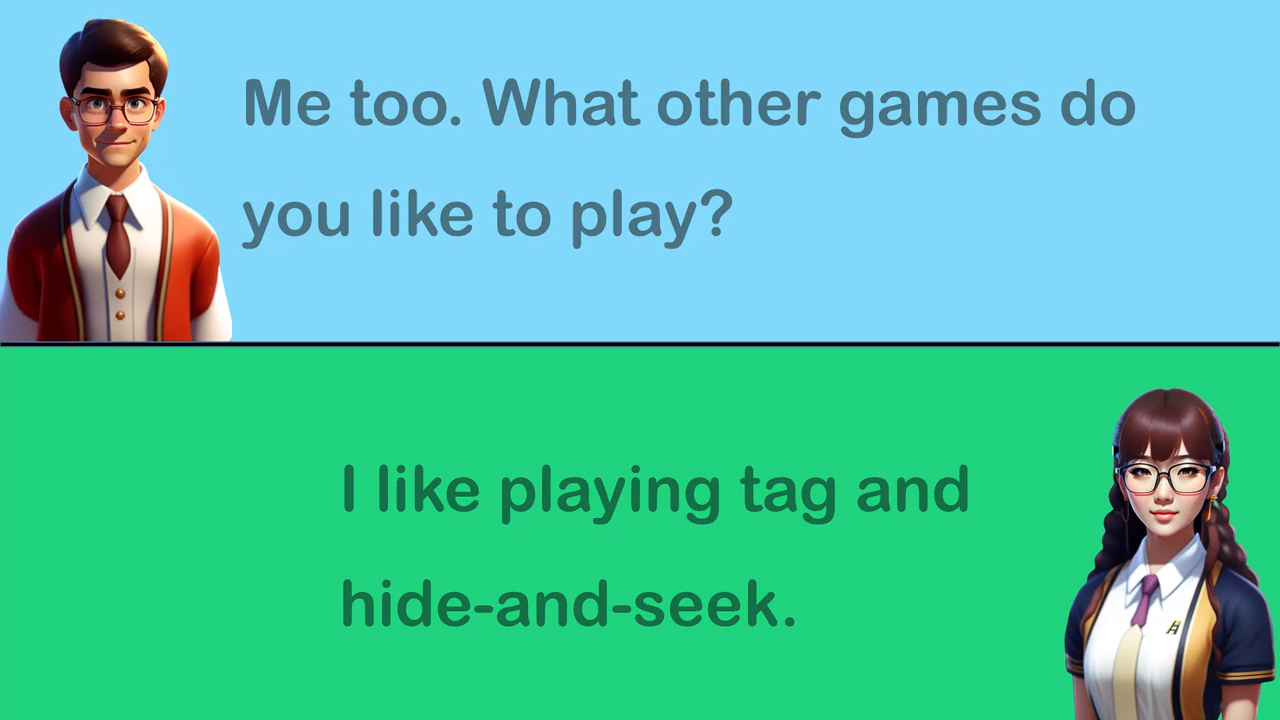 Me too. What other games do
you like to play?
I like playing tag and
hide-and-seek.